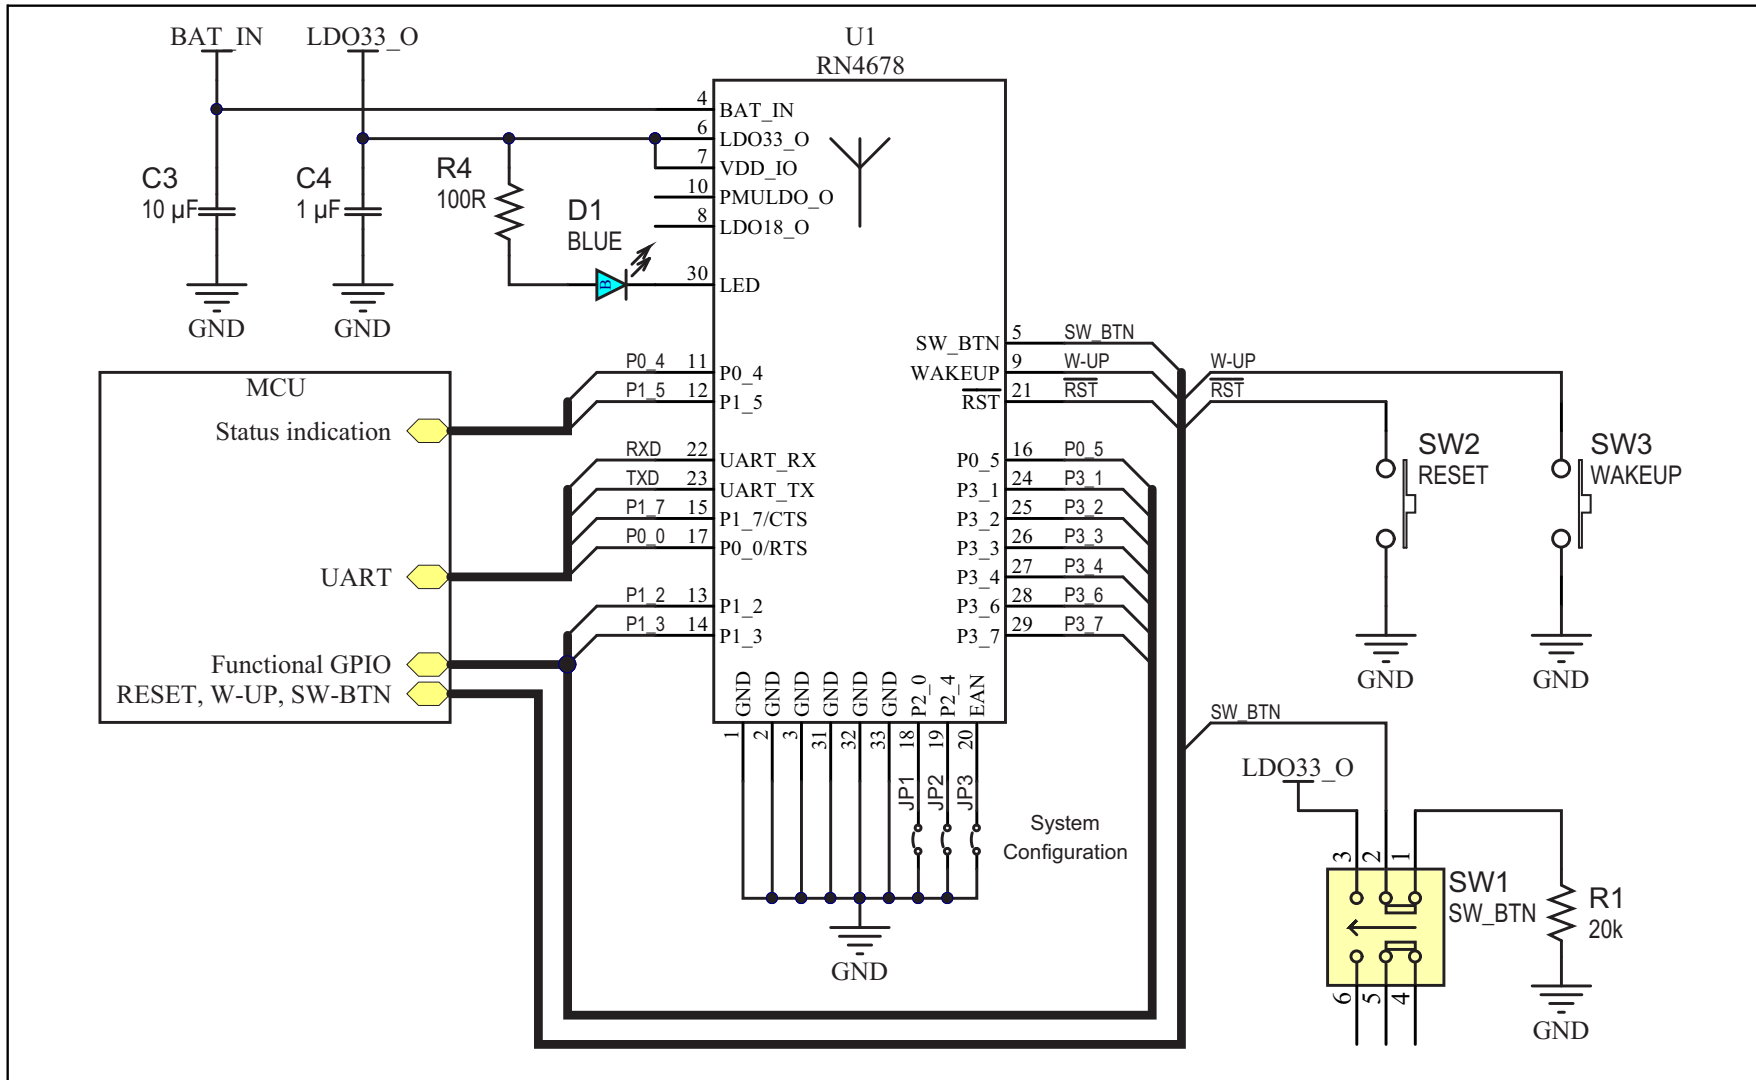 BAT_IN
LDO33_O
U1
RN4678
4
BAT_IN
6
LDO33_O
7
VDD_IO
10
PMULDO_O
8
LDO18_O
30
LED
C3
10 µF
C4
1 µF
R4
100R
D1
BLUE
B
GND
GND
MCU
Status indication
UART
Functional GPIO
RESET, W-UP, SW-BTN
P0_4
11
P0_4
P1_5
12
P1_5
RXD
22
UART_RX
TXD
23
UART_TX
P1_7
15
P1_7/CTS
P0_0
17
P0_0/RTS
P1_2
13
P1_2
P1_3
14
P1_3
SW_BTN
5
SW_BTN
WAKEUP
9
W-UP
RST
21
RST
P0_5
16
P0_5
P3_1
24
P3_1
P3_2
25
P3_2
P3_3
26
P3_3
P3_4
27
P3_4
P3_6
28
P3_6
P3_7
29
P3_7
W-UP
RST
SW2
RESET
SW3
WAKEUP
GND
GND
GND
GND
GND
GND
GND
GND
P2_0
P2_4
EAN
1
2
3
31
32
33
18
19
20
JP1
JP2
JP3
System
Configuration
GND
SW_BTN
LDO33_O
3
2
1
SW1
SW_BTN
R1
20k
6
5
4
GND